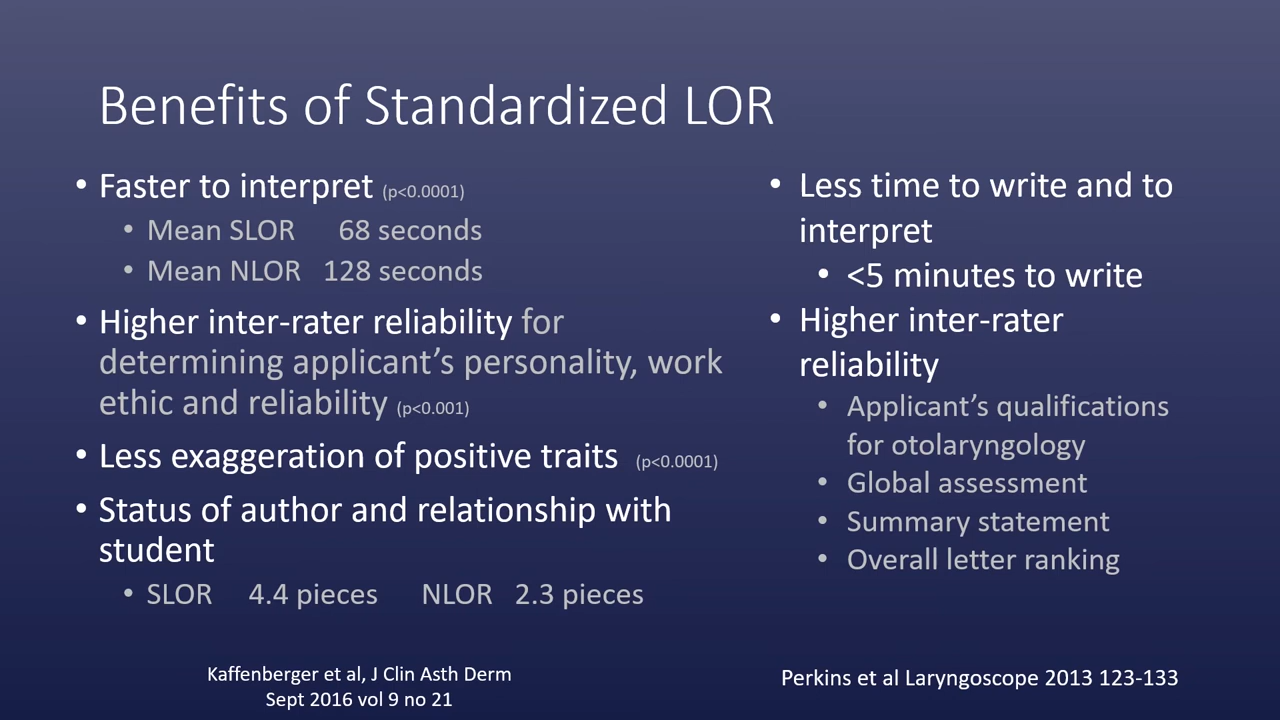 Benefits of Standardized LOR
• Faster to interpret (p<0.0001)
• Mean SLOR 68 seconds
• Mean NLOR 128 seconds
• Higher inter-rater reliability for
determining applicant’s personality, work
ethic and reliability (p<0.001)
• Less exaggeration of positive traits (p<0.0001)
• Status of author and relationship with
student
• SLOR 4.4 pieces NLOR 2.3 pieces
Kaffenberger et al, J Clin Asth Derm
Sept 2016 vol 9 no 21
• Less time to write and to
interpret
• <5 minutes to write
• Higher inter-rater
reliability
• Applicant’s qualifications
for otolaryngology
• Global assessment
• Summary statement
• Overall letter ranking
Perkins et al Laryngoscope 2013 123-133